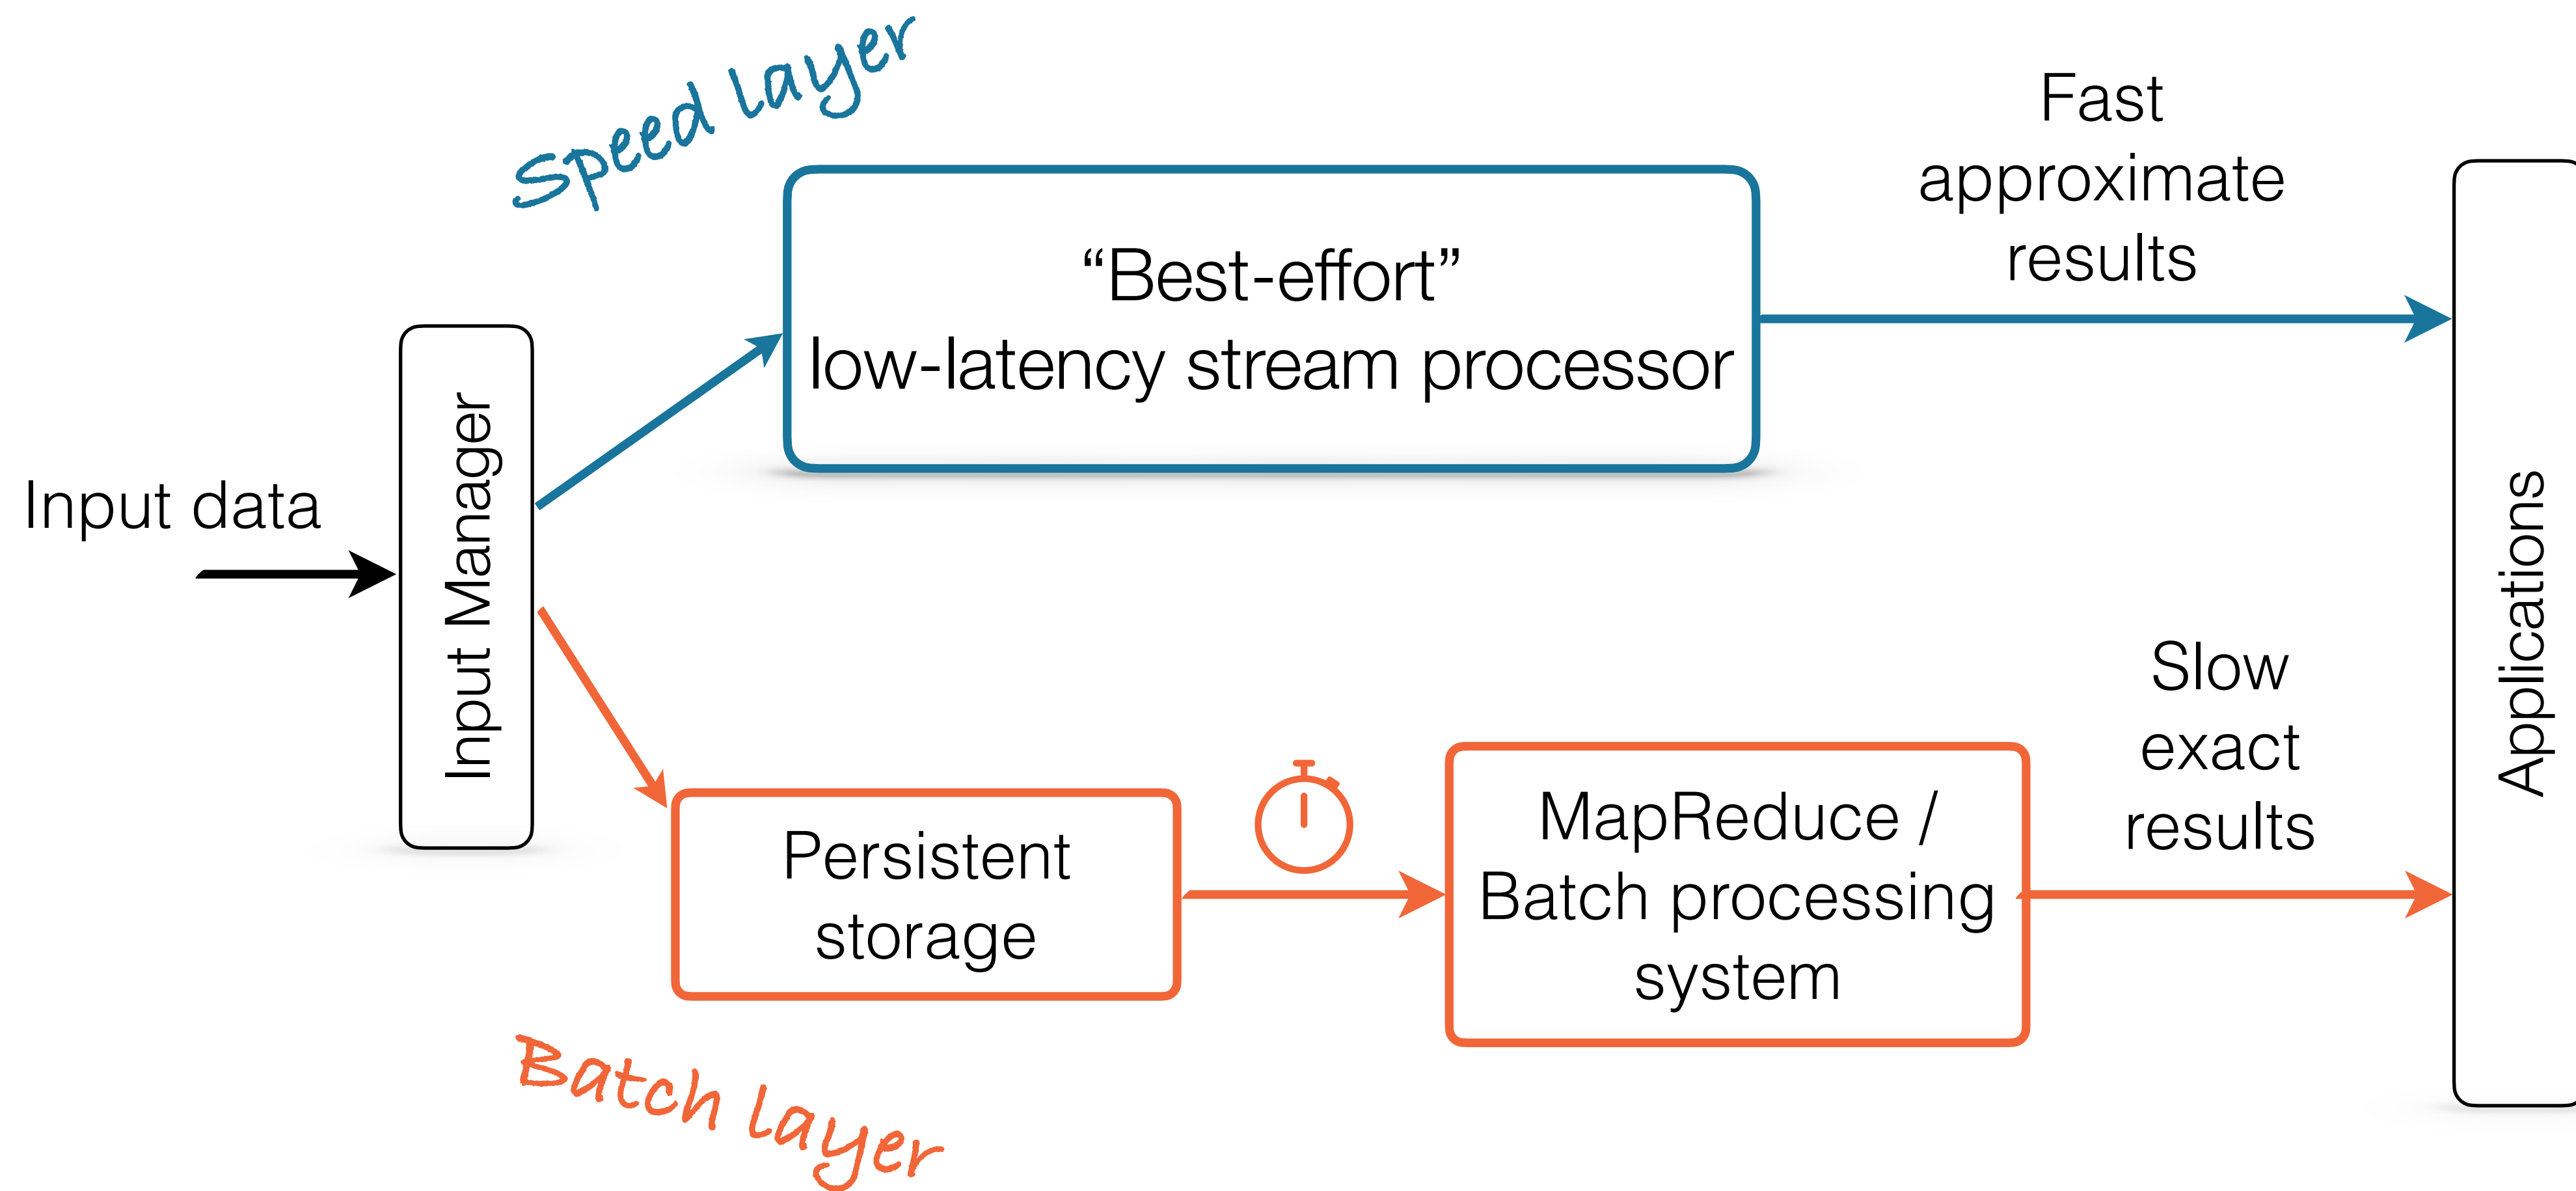 Speed layer
Fast
approximate
results
“Best-effort”
low-latency stream processor
Input data
Input Manager
Applications
Slow
exact
results
Persistent
storage
MapReduce /
Batch processing
system
Batch layer